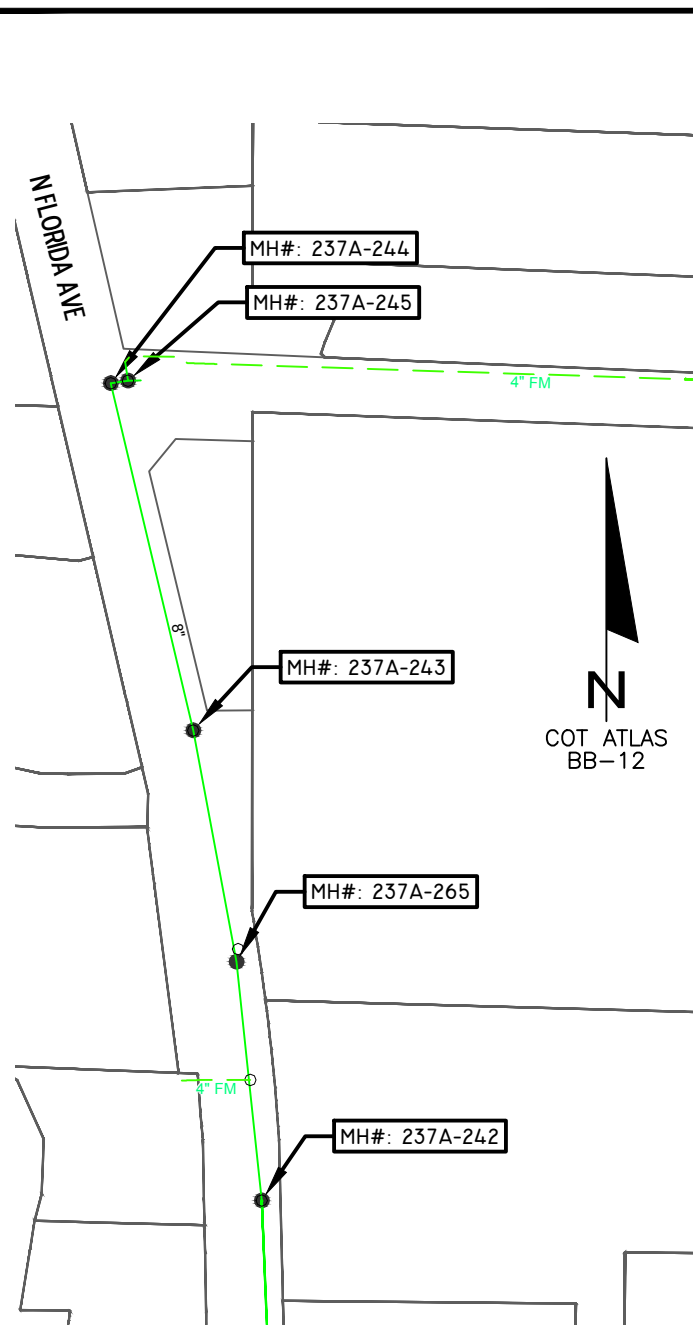 N FLORIDA AVE
MH#: 237A-244
MH#: 237A-245
4" FM
8"
MH#: 237A-243
N
COT ATLAS
BB-12
MH#: 237A-265
4" FM
MH#: 237A-242